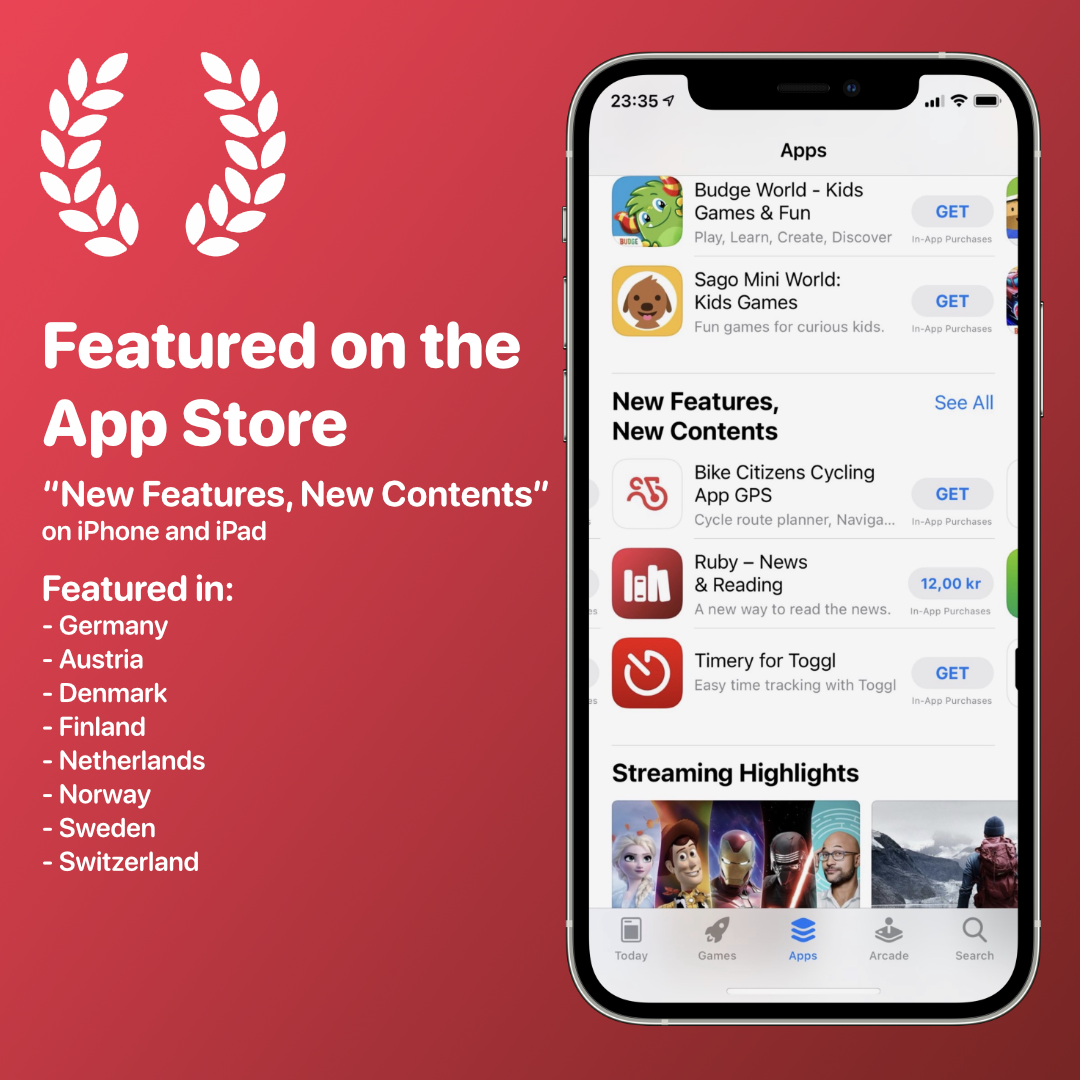 Featured on the
App Store
“New Features, New Contents”
on iPhone and iPad
Featured in:
- Germany
- Austria
- Denmark
- Finland
- Netherlands
- Norway
- Sweden
- Switzerland
23:35
Apps
Budge World - Kids
Games & Fun
Play, Learn, Create, Discover
GET
In-App Purchases
BUDGE
Sago Mini World:
Kids Games
Fun games for curious kids.
GET
In-App Purchases
New Features,
New Contents
See All
Bike Citizens Cycling
App GPS
Cycle route planner, Naviga...
GET
In-App Purchases
Ruby – News
& Reading
A new way to read the news.
12,00 kr
In-App Purchases
Timery for Toggl
Easy time tracking with Toggl
GET
In-App Purchases
Streaming Highlights
Today
Games
Apps
Arcade
Search